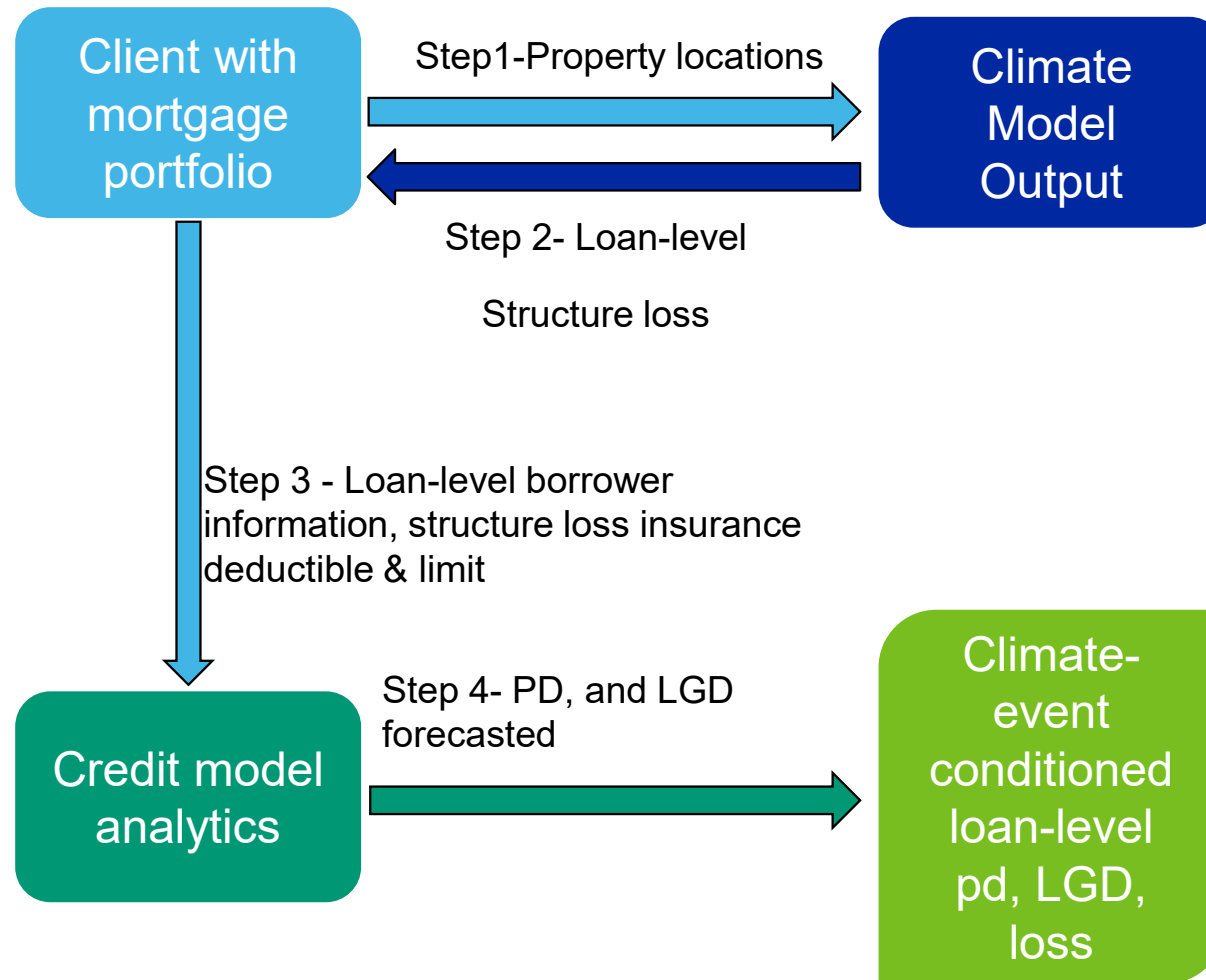 Client with
mortgage
portfolio
Step1-Property locations
Climate
Model
Output
Step 2- Loan-level
Structure loss
Step 3 - Loan-level borrower
information, structure loss insurance
deductible & limit
Credit model
analytics
Step 4- PD, and LGD
forecasted
Climate-
event
conditioned
loan-level
pd, LGD,
loss